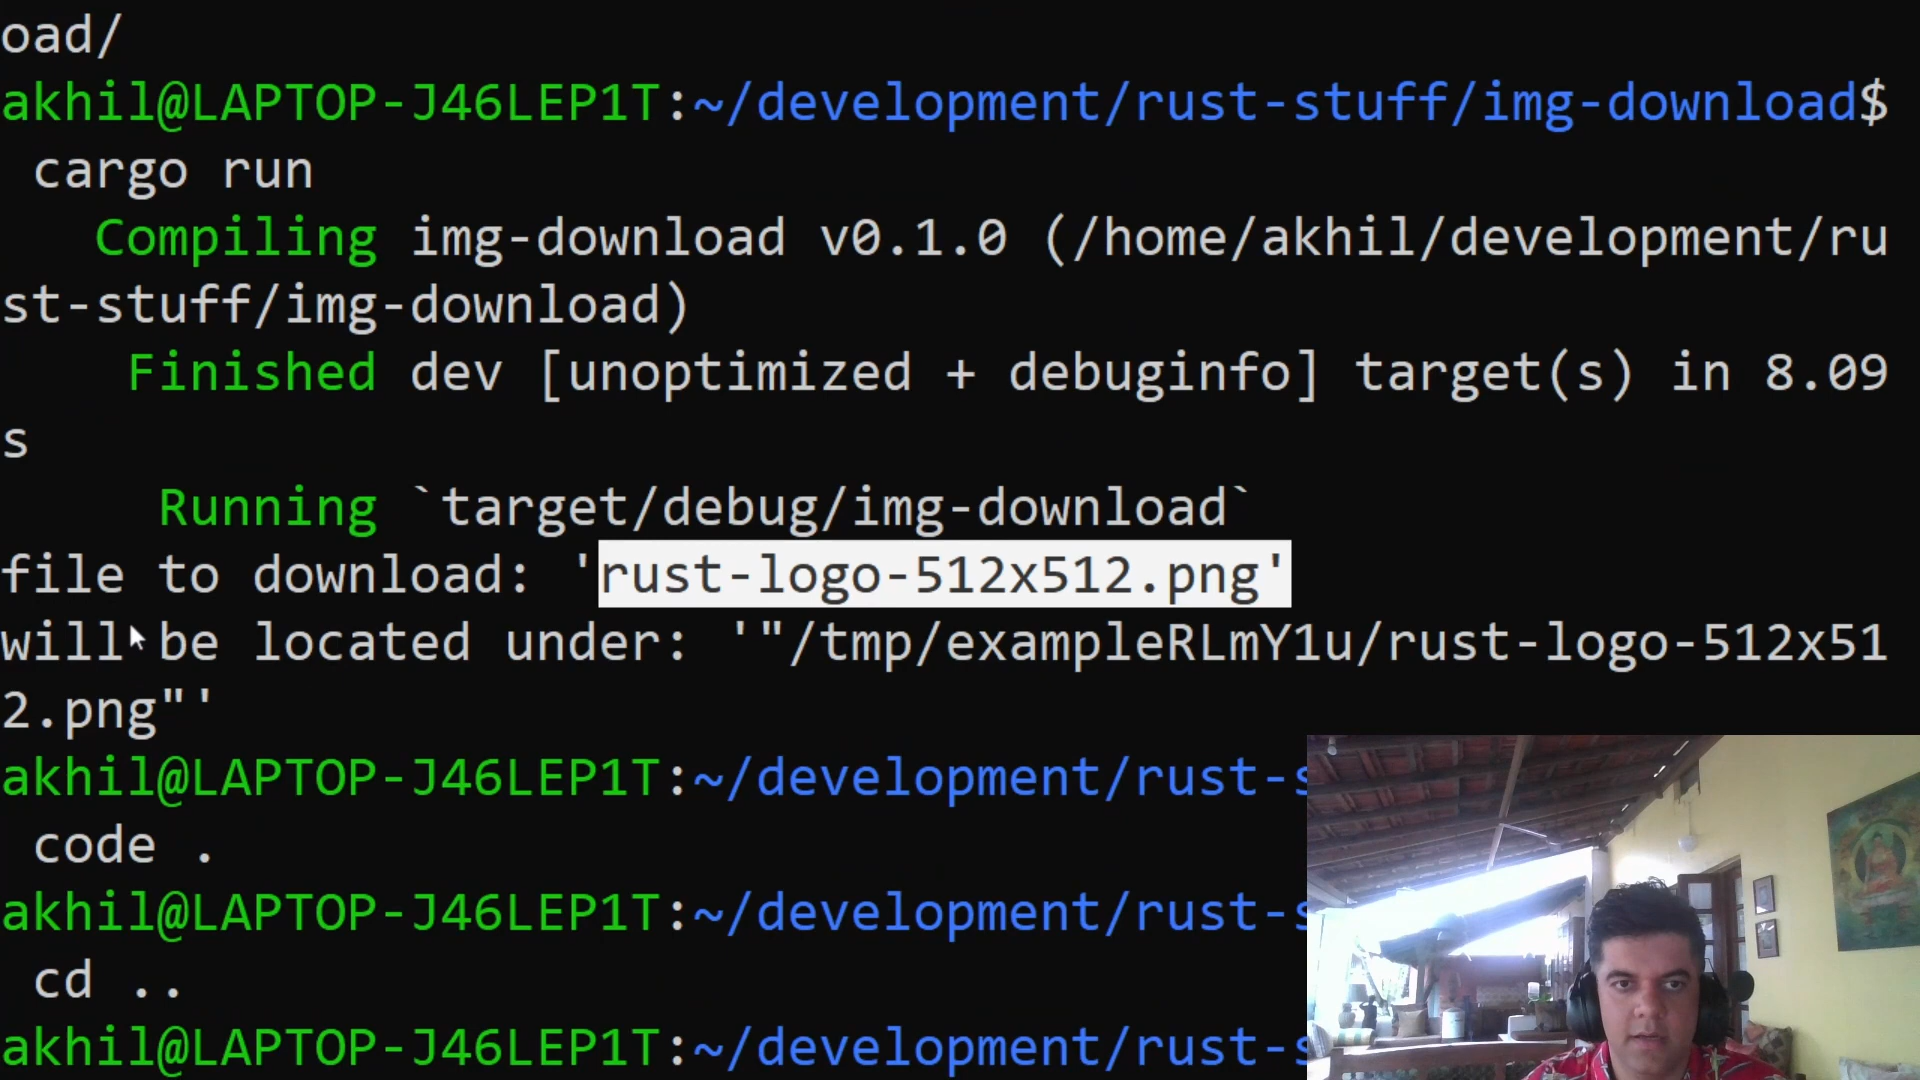 oad/
akhil@LAPTOP-J46LEP1T:~/development/rust-stuff/img-download$
cargo run
Compiling img-download v0.1.0 (/home/akhil/development/ru
st-stuff/img-download)
Finished dev [unoptimized + debuginfo] target(s) in 8.09
s
Running `target/debug/img-download`
file to download: 'rust-logo-512x512.png'
will be located under: '"/tmp/exampleRLmY1u/rust-logo-512x51
2.png"'
akhil@LAPTOP-J46LEP1T:~/development/rust-s
code .
akhil@LAPTOP-J46LEP1T:~/development/rust-s
cd ..
akhil@LAPTOP-J46LEP1T:~/development/rust-s